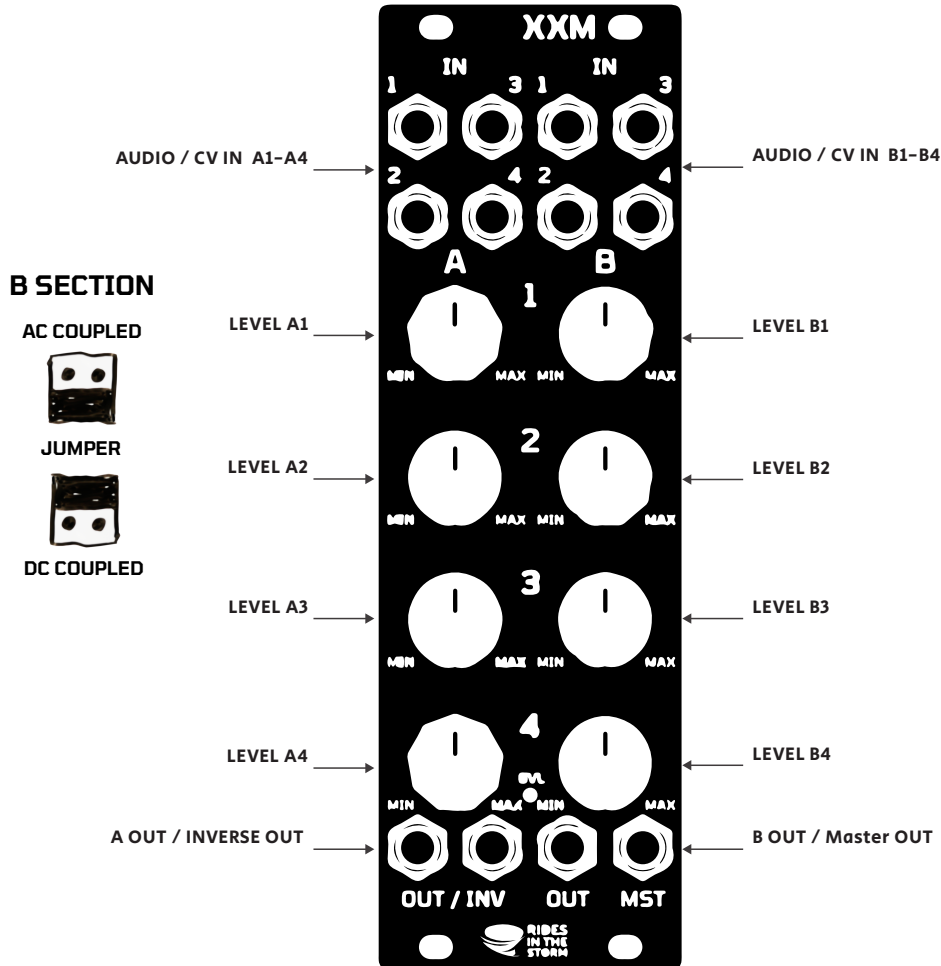 XXM
IN IN
1 3 1 3
AUDIO / CV IN A1-A4
AUDIO / CV IN B1-B4
2 4 2 4
A B
B SECTION
AC COUPLED
JUMPER
DC COUPLED
1
LEVEL A1
LEVEL B1
MIN MAX MIN MAX
2
LEVEL A2
LEVEL B2
MIN MAX MIN MAX
3
LEVEL A3
LEVEL B3
MIN MAX MIN MAX
4
LEVEL A4
LEVEL B4
OVL
MIN MAX MIN MAX
A OUT / INVERSE OUT
B OUT / Master OUT
OUT / INV OUT MST
RIDES
IN THE
STORM